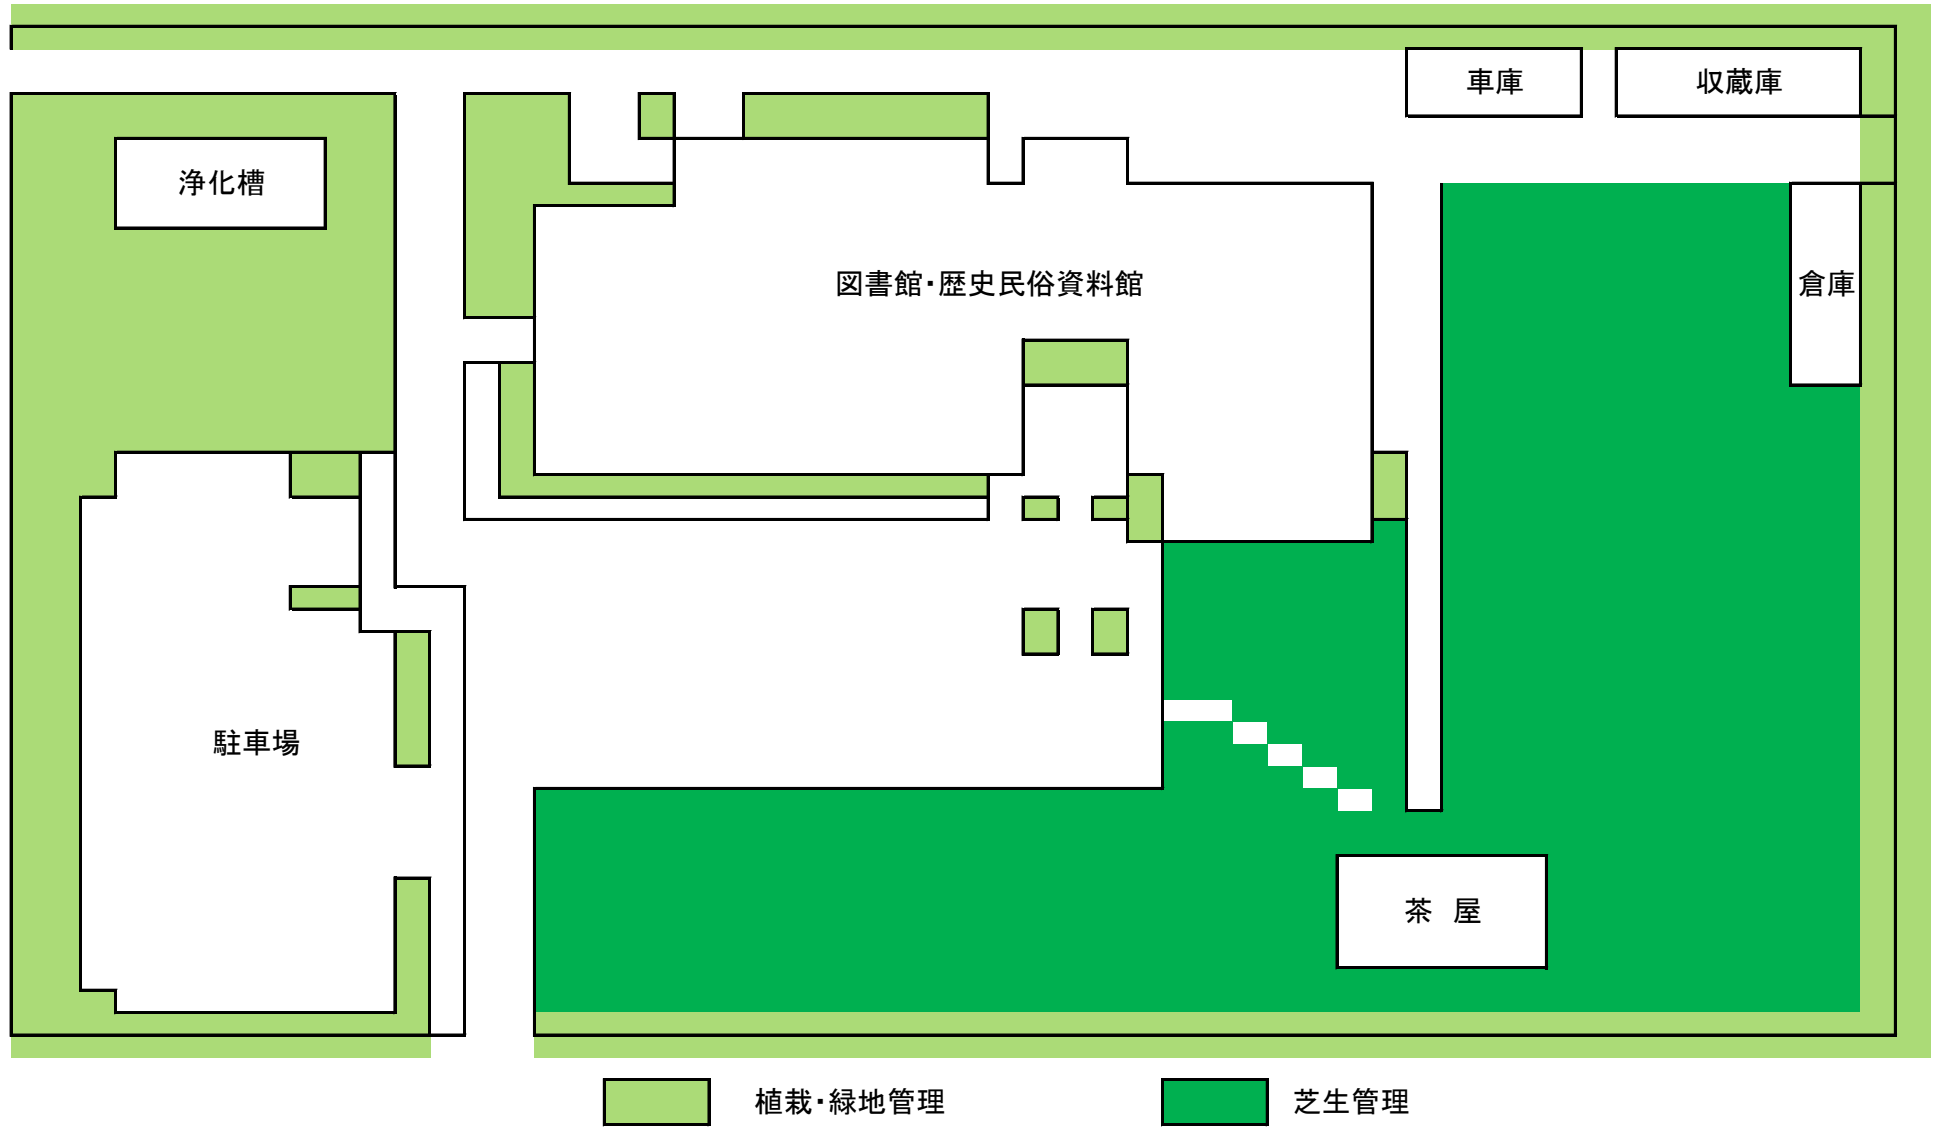 車庫
収蔵庫
浄化槽
図書館・歴史民俗資料館
倉庫
駐車場
茶　屋
植栽・緑地管理
芝生管理